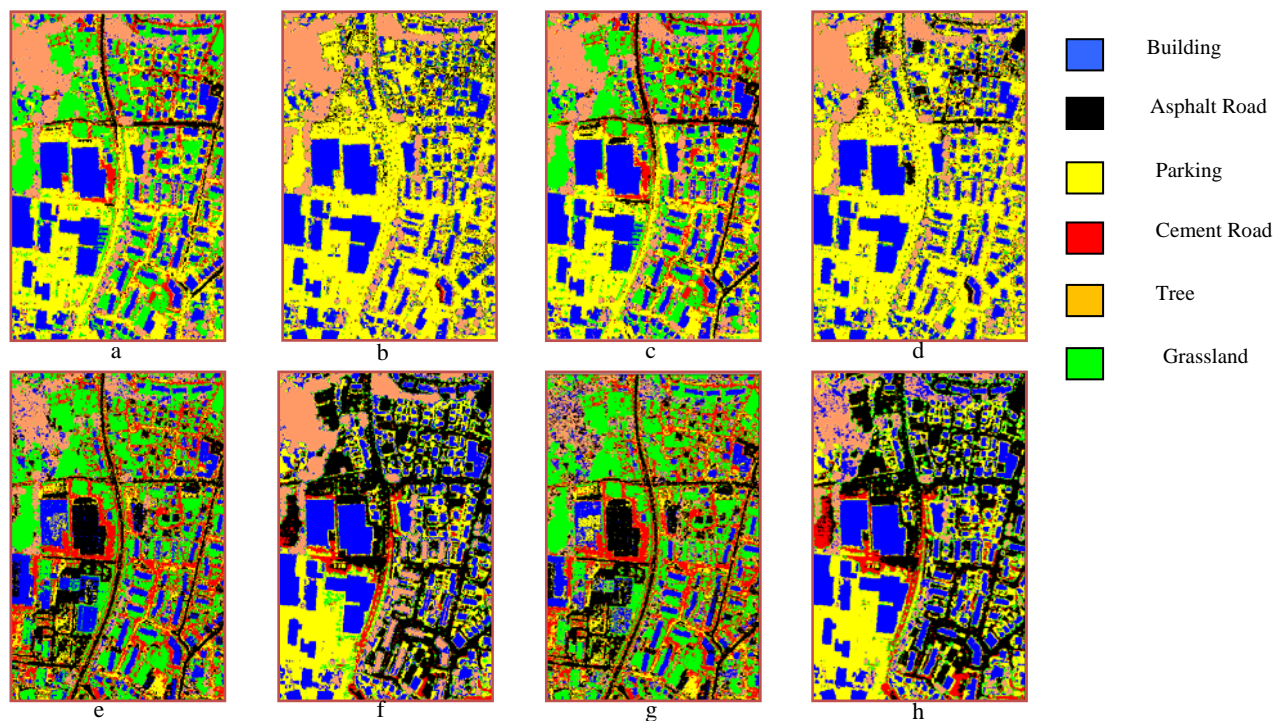 Building
Asphalt Road
Parking
Cement Road
Tree
Grassland
a
b
c
d
e
f
g
h